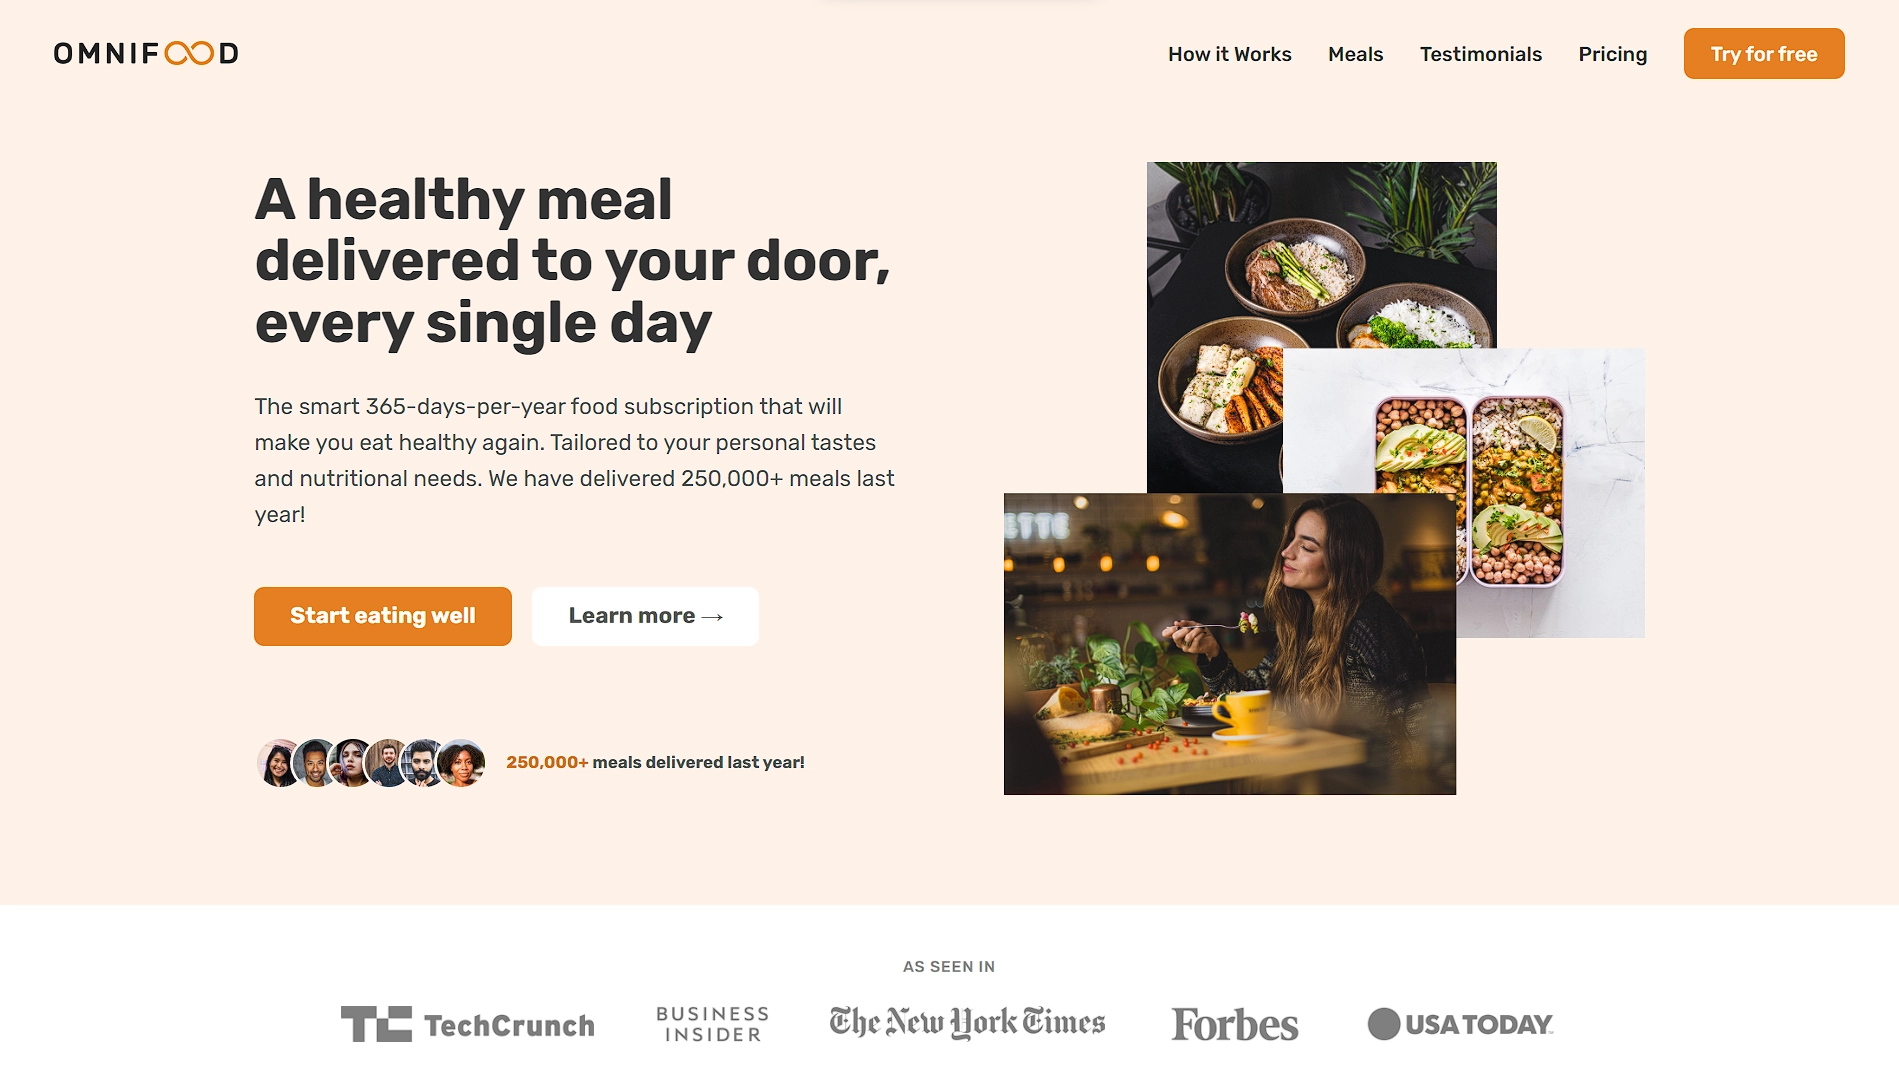 OMNIFOOD
How it Works
Meals
Testimonials
Pricing
Try for free
A healthy meal
delivered to your door,
every single day
The smart 365-days-per-year food subscription that will
make you eat healthy again. Tailored to your personal tastes
and nutritional needs. We have delivered 250,000+ meals last
year!
Start eating well
Learn more →
250,000+ meals delivered last year!
ETTE
AS SEEN IN
TC TechCrunch
BUSINESS
INSIDER
The New York Times
Forbes
USA TODAY